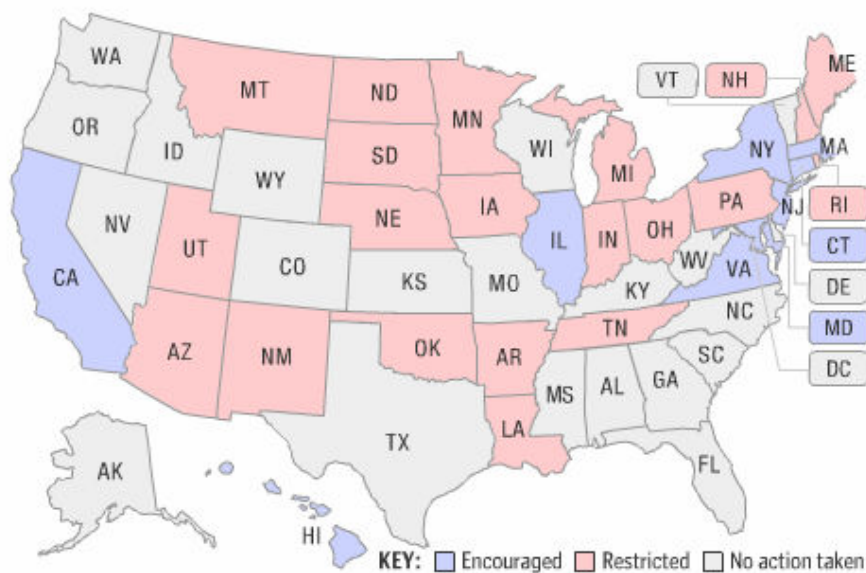 WA
MT
ND
MN
VT
NH
ME
OR
ID
SD
WI
NY
MA
WY
MI
IA
PA
NJ
RI
NV
NE
IL
IN
OH
CT
UT
CO
WV
VA
CA
KS
MO
KY
DE
NC
MD
TN
AZ
NM
OK
AR
SC
DC
MS
AL
GA
LA
TX
FL
AK
HI
KEY: Encouraged Restricted No action taken